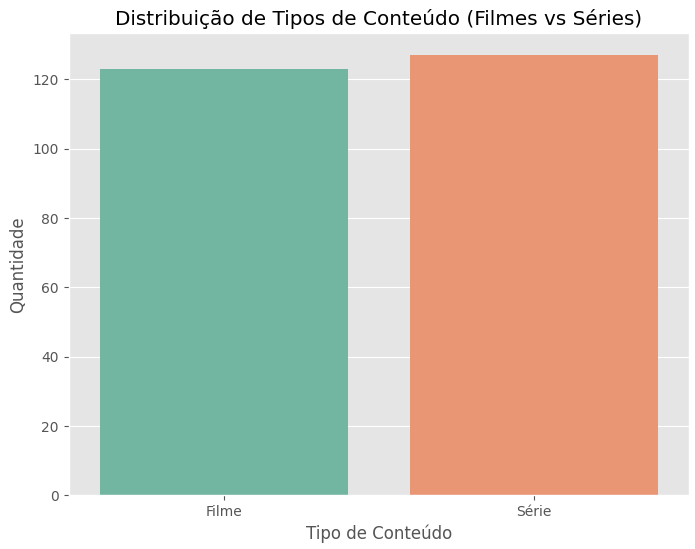 Distribuição de Tipos de Conteúdo (Filmes vs Séries)
Quantidade
120
100
80
60
40
20
0
Filme
Série
Tipo de Conteúdo